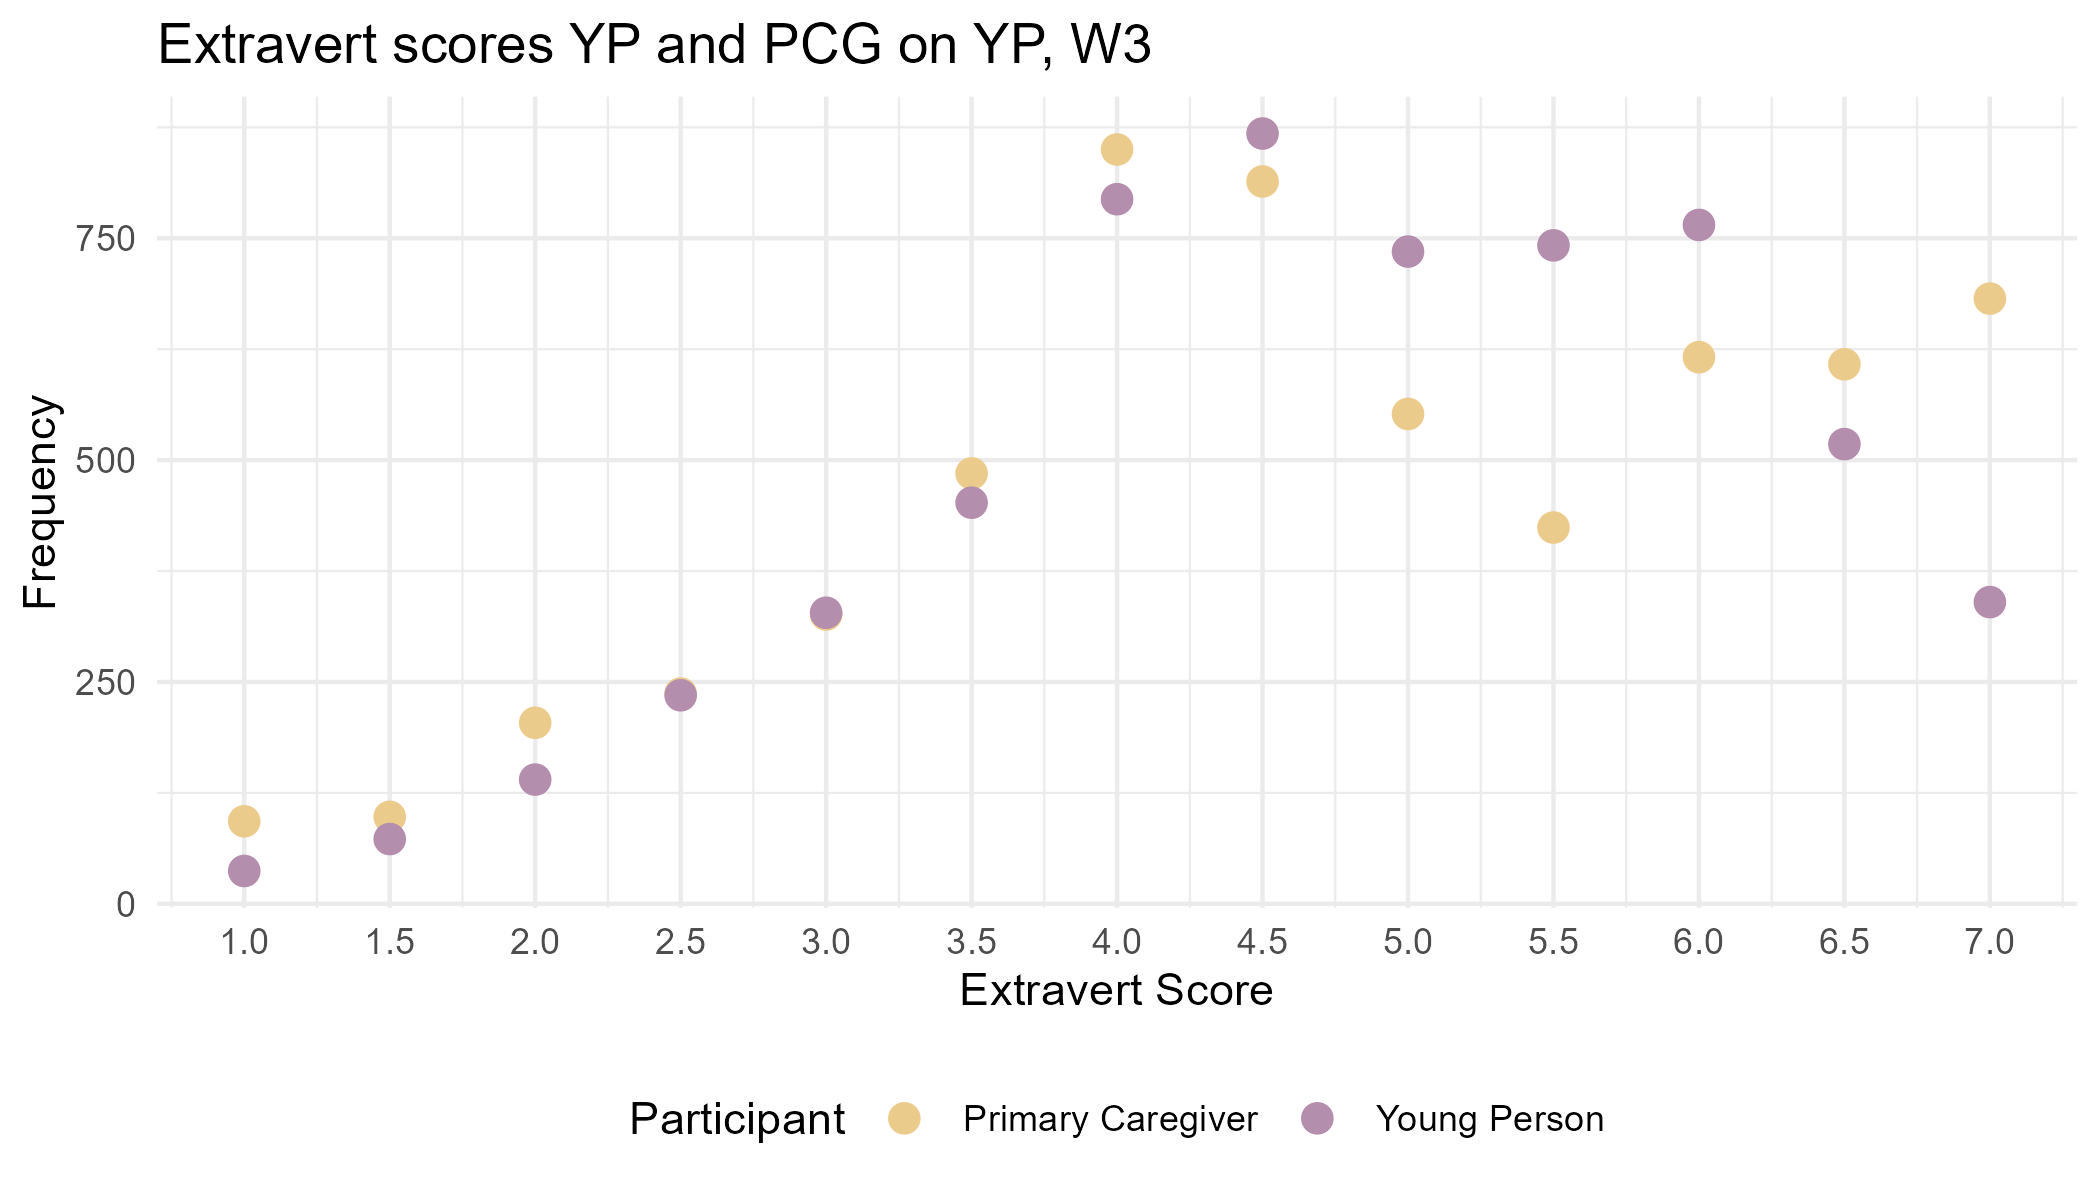 Extravert scores YP and PCG on YP, W3
Frequency
750
500
250
0
1.0 1.5 2.0 2.5 3.0 3.5 4.0 4.5 5.0 5.5 6.0 6.5 7.0
Extravert Score
Participant Primary Caregiver Young Person